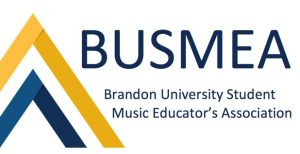 BUSMEA
Brandon University Student
Music Educator's Association